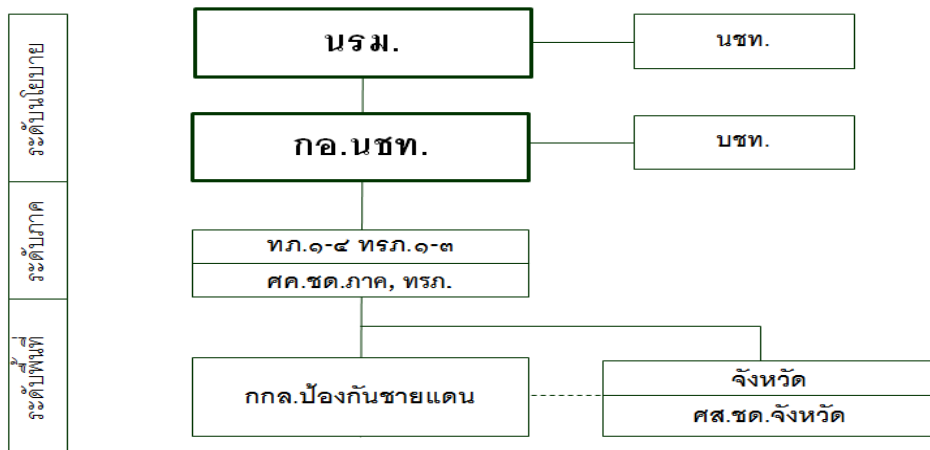 ระดับนโยบาย
นรม.
นชท.
กอ.นชท.
บชท.
ระดับภาค
ทภ.๑-๔ ทรภ.๑-๓
ศค.ชด.ภาค, ทรภ.
ระดับพื้นที่
กกล.ป้องกันชายแดน
จังหวัด
ศส.ชด.จังหวัด